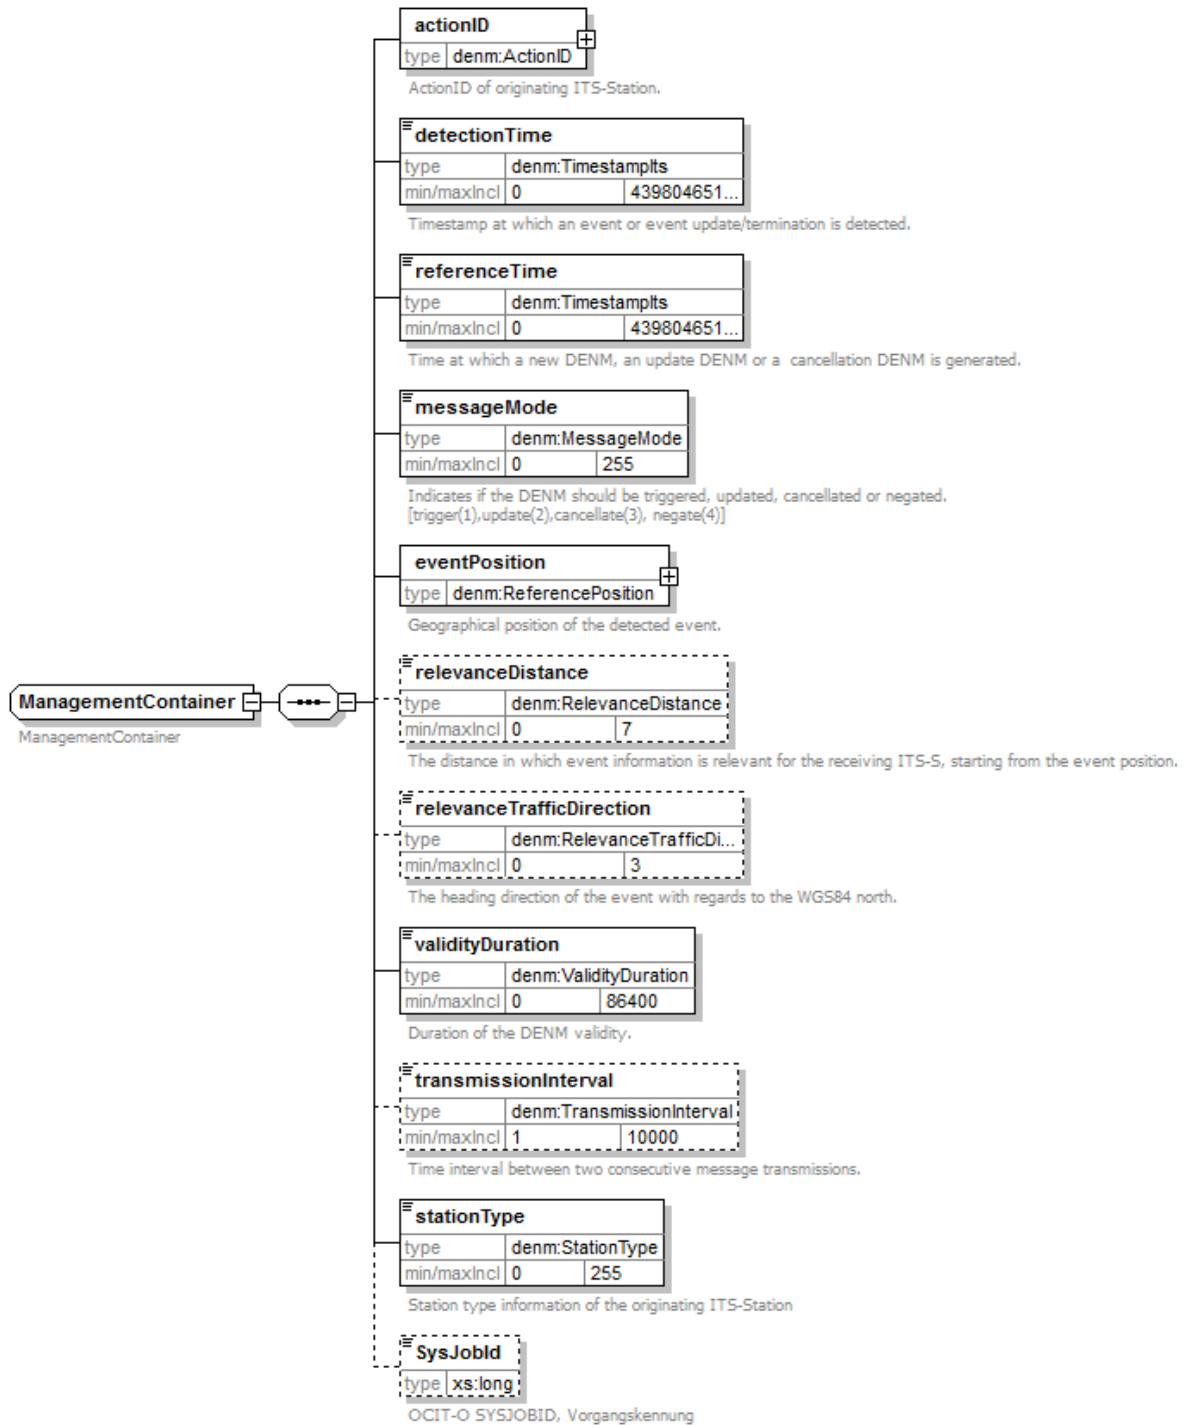 actionID
type denm:ActionID
ActionID of originating ITS-Station.
detectionTime
type denm:TimestampIts
min/maxIncl 0 439804651...
Timestamp at which an event or event update/termination is detected.
referenceTime
type denm:TimestampIts
min/maxIncl 0 439804651...
Time at which a new DENM, an update DENM or a cancellation DENM is generated.
messageMode
type denm:MessageMode
min/maxIncl 0 255
Indicates if the DENM should be triggered, updated, cancellated or negated.
[trigger(1),update(2),cancellate(3), negate(4)]
eventPosition
type denm:ReferencePosition
Geographical position of the detected event.
ManagementContainer
ManagementContainer
relevanceDistance
type denm:RelevanceDistance
min/maxIncl 0 7
The distance in which event information is relevant for the receiving ITS-S, starting from the event position.
relevanceTrafficDirection
type denm:RelevanceTrafficDi...
min/maxIncl 0 3
The heading direction of the event with regards to the WGS84 north.
validityDuration
type denm:ValidityDuration
min/maxIncl 0 86400
Duration of the DENM validity.
transmissionInterval
type denm:TransmissionInterval
min/maxIncl 1 10000
Time interval between two consecutive message transmissions.
stationType
type denm:StationType
min/maxIncl 0 255
Station type information of the originating ITS-Station
SysJobId
type xs:long
OCIT-O SYSJOBID, Vorgangskennung